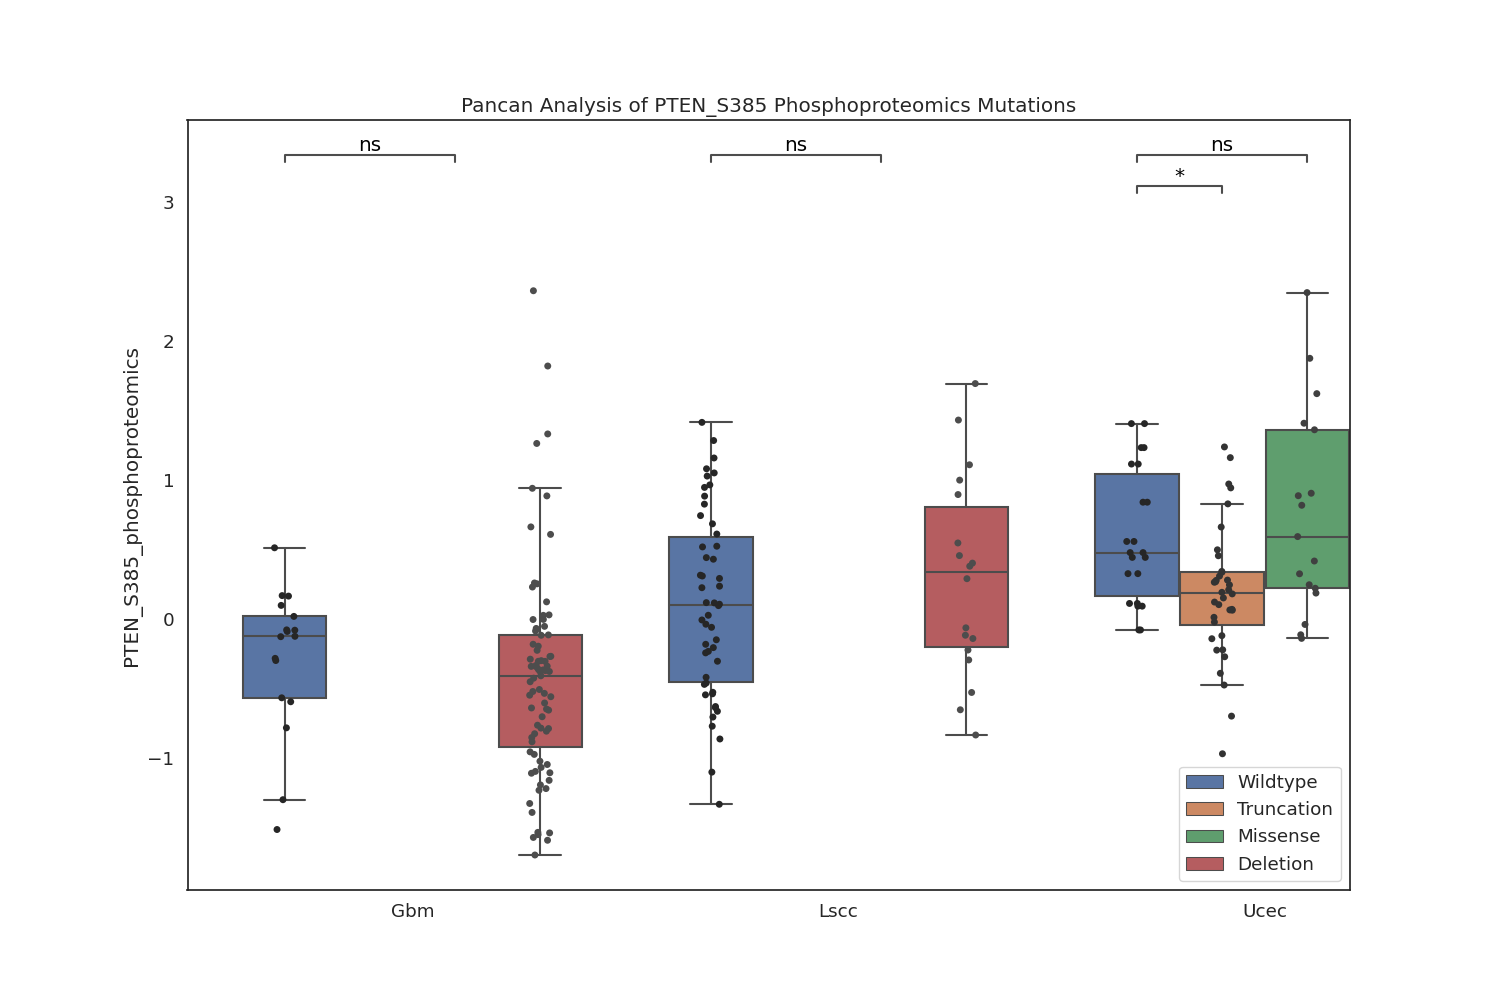 Pancan Analysis of PTEN_S385 Phosphoproteomics Mutations
ns
ns
ns
*
3
2
1
0
−1
PTEN_S385_phosphoproteomics
Wildtype
Truncation
Missense
Deletion
Gbm
Lscc
Ucec